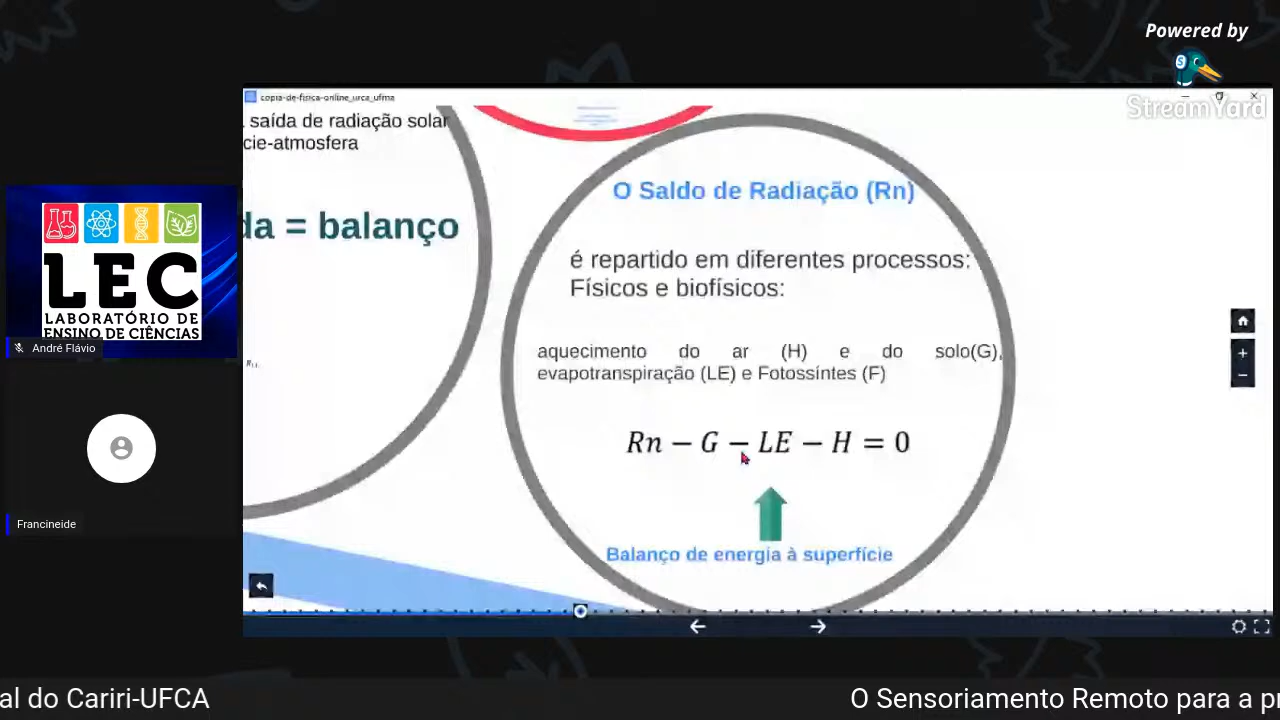 Powered by
StreamYard
copia-de-fisica-online_urca_ufma
saída de radiação solar
cie-atmosfera
da = balanço
O Saldo de Radiação (Rn)
é repartido em diferentes processos:
Físicos e biofísicos:
aquecimento do ar (H) e do solo(G),
evapotranspiração (LE) e Fotossíntes (F)
Rn − G − LE − H = 0
Balanço de energia à superfície
LEC
LABORATÓRIO DE
ENSINO DE CIÊNCIAS
André Flávio
Francineide
al do Cariri-UFCA
O Sensoriamento Remoto para a p